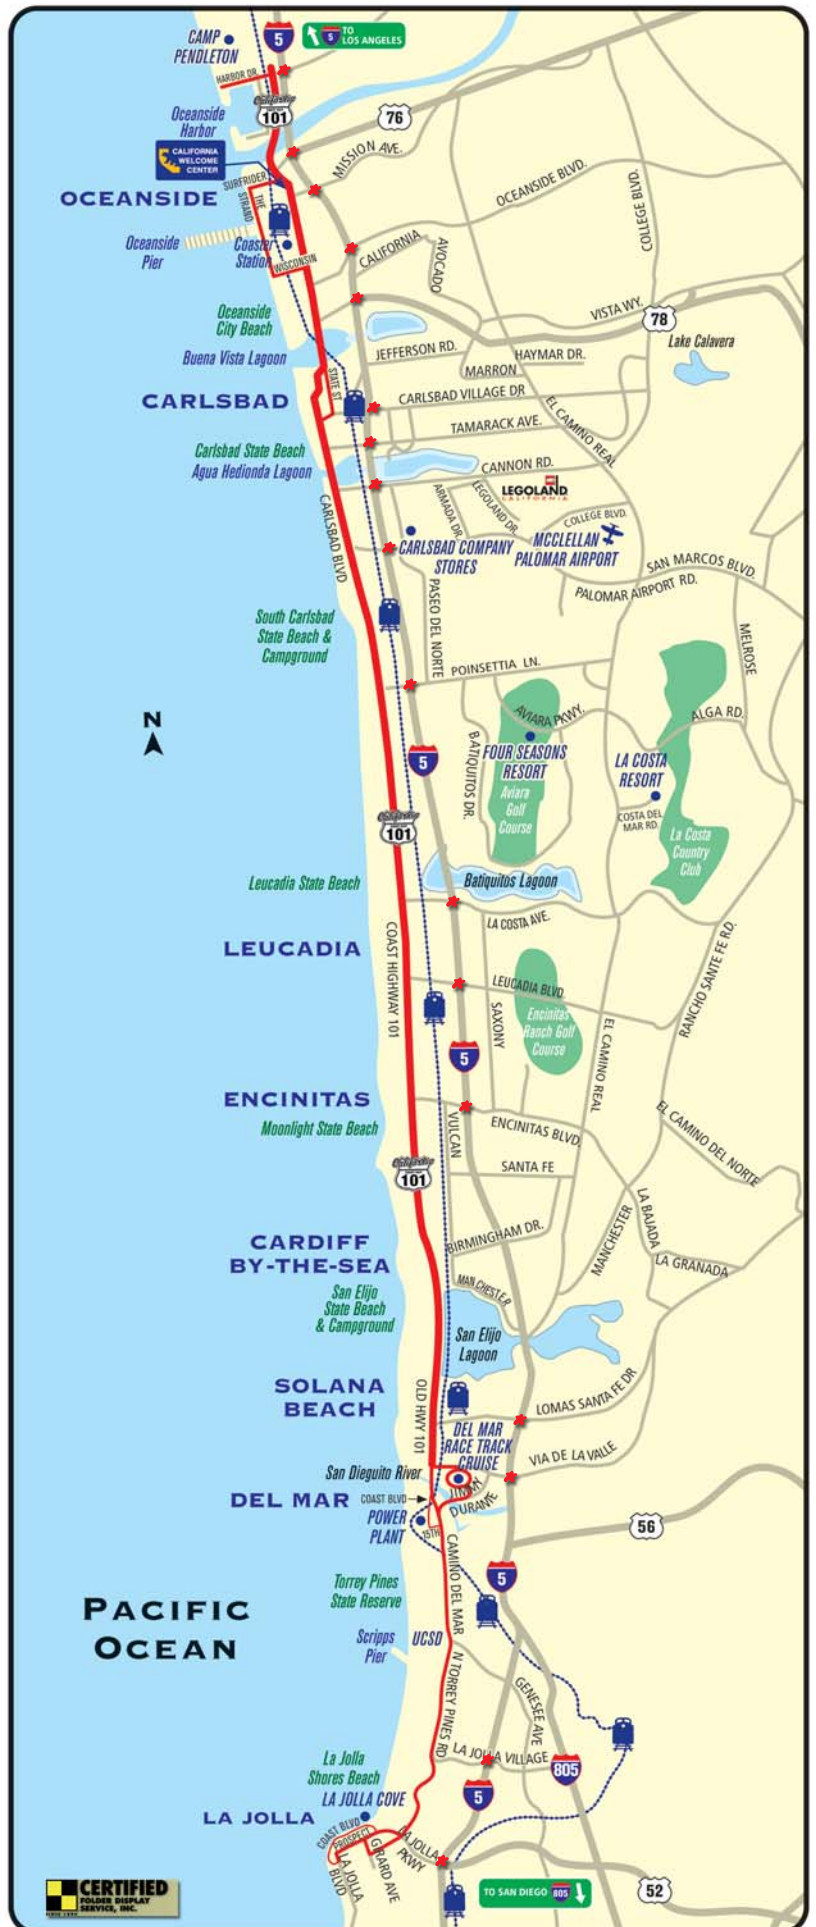 CAMP
PENDLETON
5
5
TO
LOS ANGELES
HARBOR DR.
California
101
76
Oceanside
Harbor
CALIFORNIA
WELCOME
CENTER
MISSION AVE.
OCEANSIDE
SURFRIDER
THE
STRAND
OCEANSIDE BLVD.
COLLEGE BLVD.
Oceanside
Pier
Coaster
Station
WISCONSIN
CALIFORNIA
AVOCADO
Oceanside
City Beach
VISTA WY.
78
Buena Vista Lagoon
JEFFERSON RD.
HAYMAR DR.
Lake Calavera
MARRON
STATE ST
CARLSBAD
CARLSBAD VILLAGE DR
EL CAMINO REAL
TAMARACK AVE.
Carlsbad State Beach
Agua Hedionda Lagoon
CANNON RD.
LEGOLAND
CALIFORNIA
ARMADA DR.
LEGOLAND DR.
CARLSBAD BLVD
COLLEGE BLVD.
CARLSBAD COMPANY
STORES
MCCLELLAN
PALOMAR AIRPORT
SAN MARCOS BLVD.
PALOMAR AIRPORT RD.
PASEO DEL NORTE
South Carlsbad
State Beach &
Campground
MELROSE
POINSETTIA LN.
N
AVIARA PKWY.
ALGA RD.
BATIQUITOS DR.
5
FOUR SEASONS
RESORT
LA COSTA
RESORT
Aviara
Golf
Course
COSTA DEL
MAR RD.
California
101
La Costa
Country
Club
Leucadia State Beach
Batiquitos Lagoon
LA COSTA AVE.
LEUCADIA
COAST HIGHWAY 101
RANCHO SANTE FE RD.
LEUCADIA BLVD
SAXONY
Encinitas
Ranch Golf
Course
EL CAMINO REAL
5
ENCINITAS
Moonlight State Beach
VULCAN
ENCINITAS BLVD.
EL CAMINO DEL NORTE
California
101
SANTA FE
LA BAJADA
MANCHESTER
BIRMINGHAM DR.
CARDIFF
BY-THE-SEA
LA GRANADA
MANCHESTER
San Elijo
State Beach
& Campground
San Elijo
Lagoon
SOLANA
BEACH
OLD HWY 101
LOMAS SANTA FE DR
DEL MAR
RACE TRACK
CRUISE
VIA DE LA VALLE
San Dieguito River
JIMMY
DURANTE
DEL MAR
COAST BLVD
POWER
PLANT
15TH
56
CAMINO DEL MAR
5
Torrey Pines
State Reserve
PACIFIC
OCEAN
Scripps
Pier
UCSD
N TORREY PINES RD
GENESEE AVE
LA JOLLA VILLAGE
La Jolla
Shores Beach
805
5
LA JOLLA COVE
LA JOLLA
COAST BLVD
PROSPECT
LA JOLLA
PKWY
GIRARD AVE
LA JOLLA
BLVD
CERTIFIED
FOLDER DISPLAY
SERVICE, INC.
TO SAN DIEGO
805
52